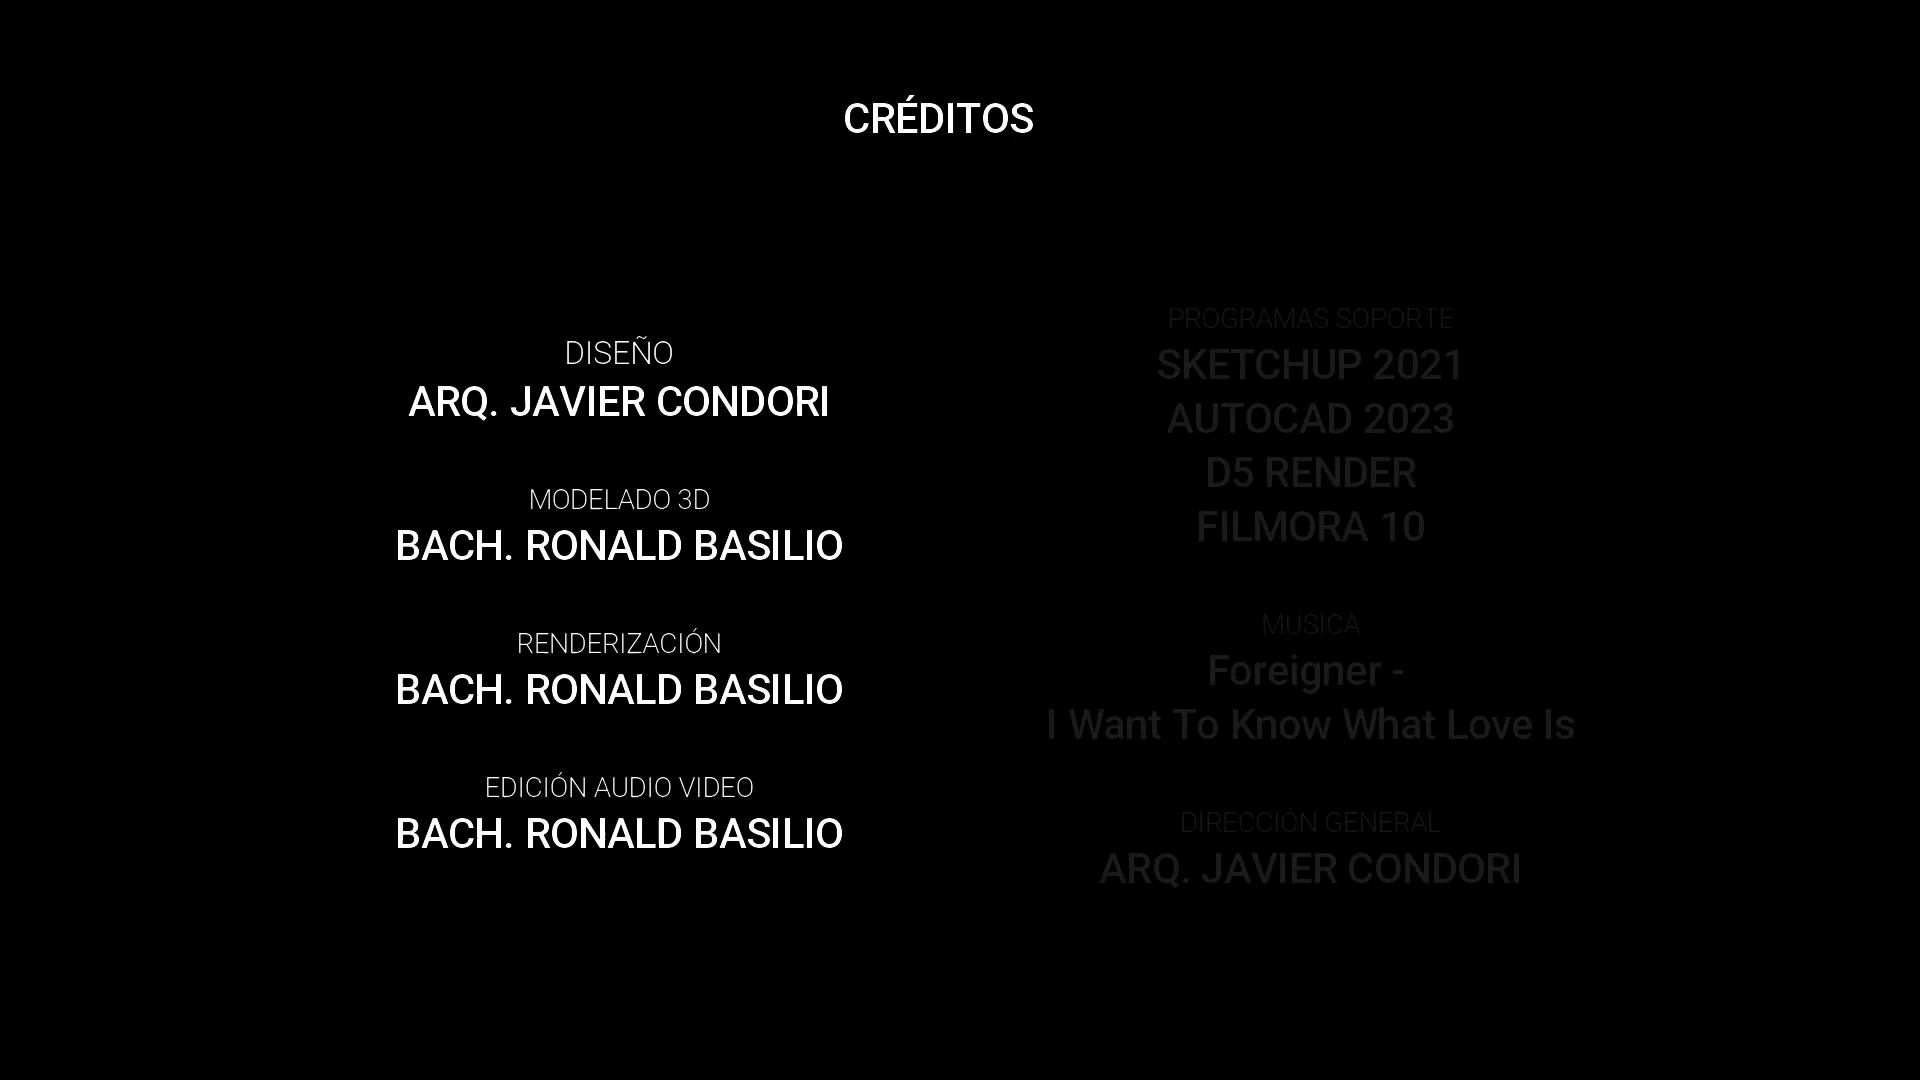 CRÉDITOS
DISEÑO
ARQ. JAVIER CONDORI
MODELADO 3D
BACH. RONALD BASILIO
RENDERIZACIÓN
BACH. RONALD BASILIO
EDICIÓN AUDIO VIDEO
BACH. RONALD BASILIO
PROGRAMAS SOPORTE
SKETCHUP 2021
AUTOCAD 2023
D5 RENDER
FILMORA 10
MÚSICA
Foreigner -
I Want To Know What Love Is
DIRECCIÓN GENERAL
ARQ. JAVIER CONDORI